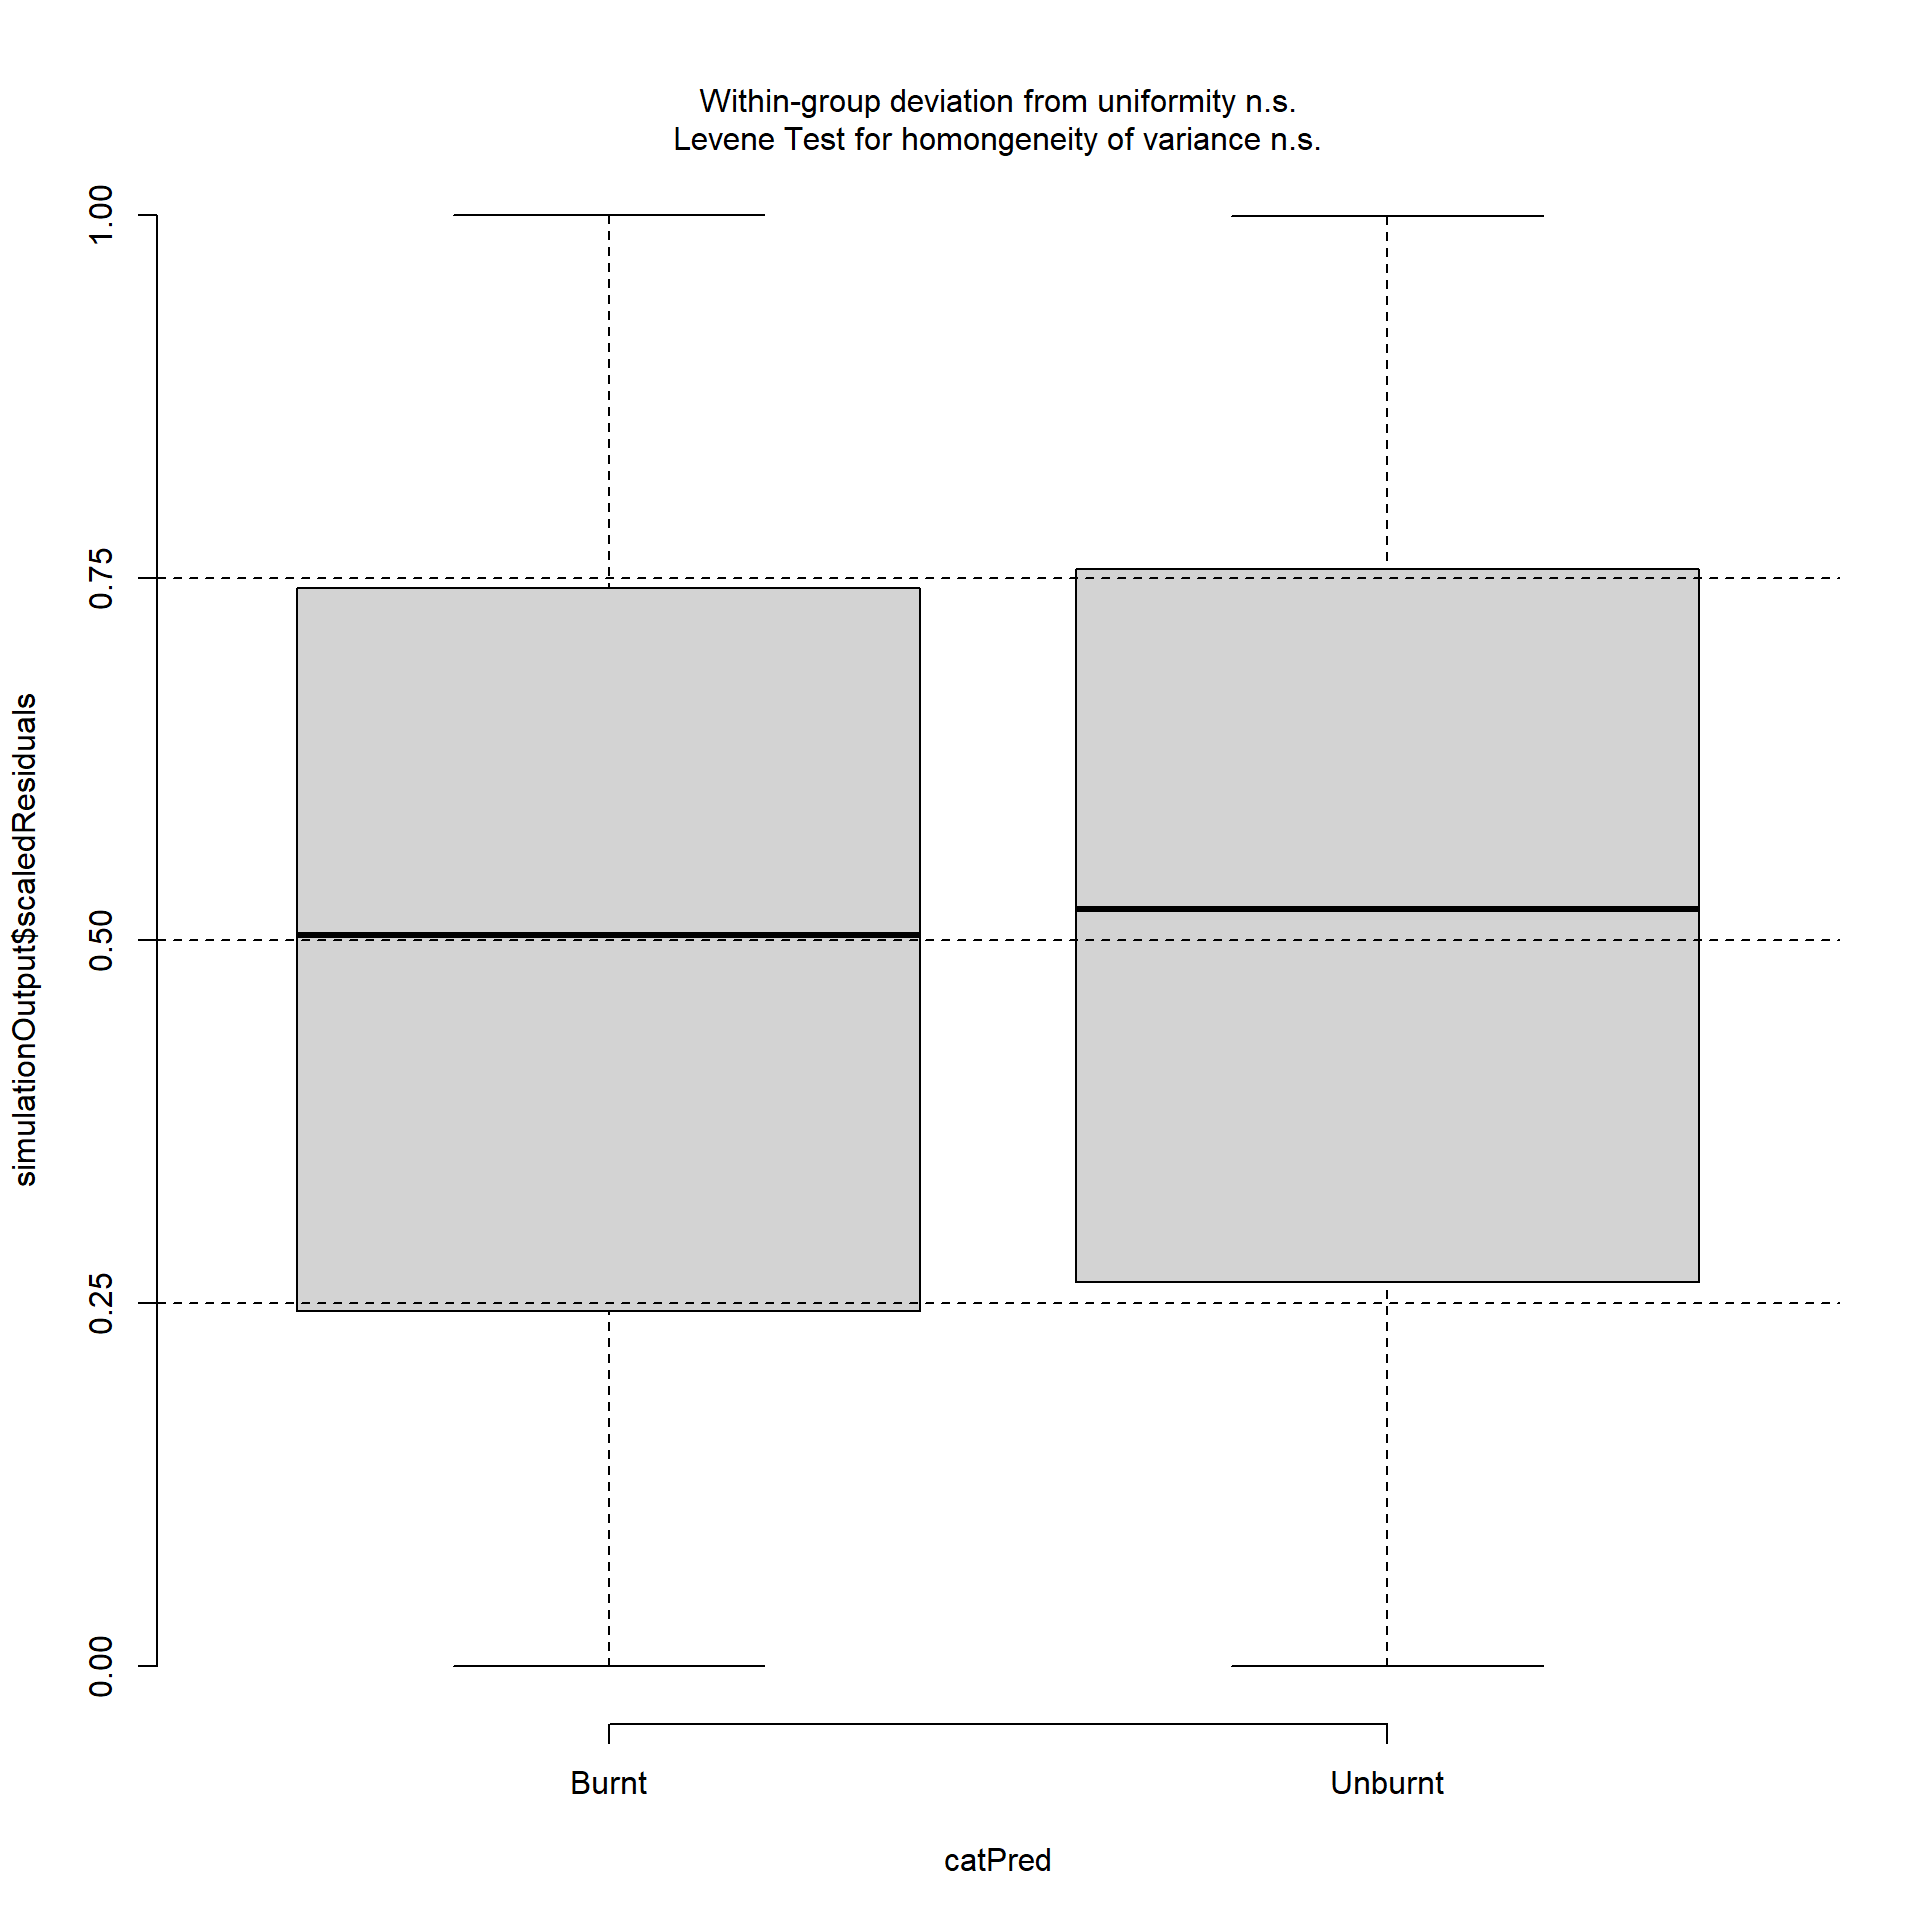 Within-group deviation from uniformity n.s.
Levene Test for homongeneity of variance n.s.
simulationOutput$scaledResiduals
1.00
0.75
0.50
0.25
0.00
Burnt
Unburnt
catPred